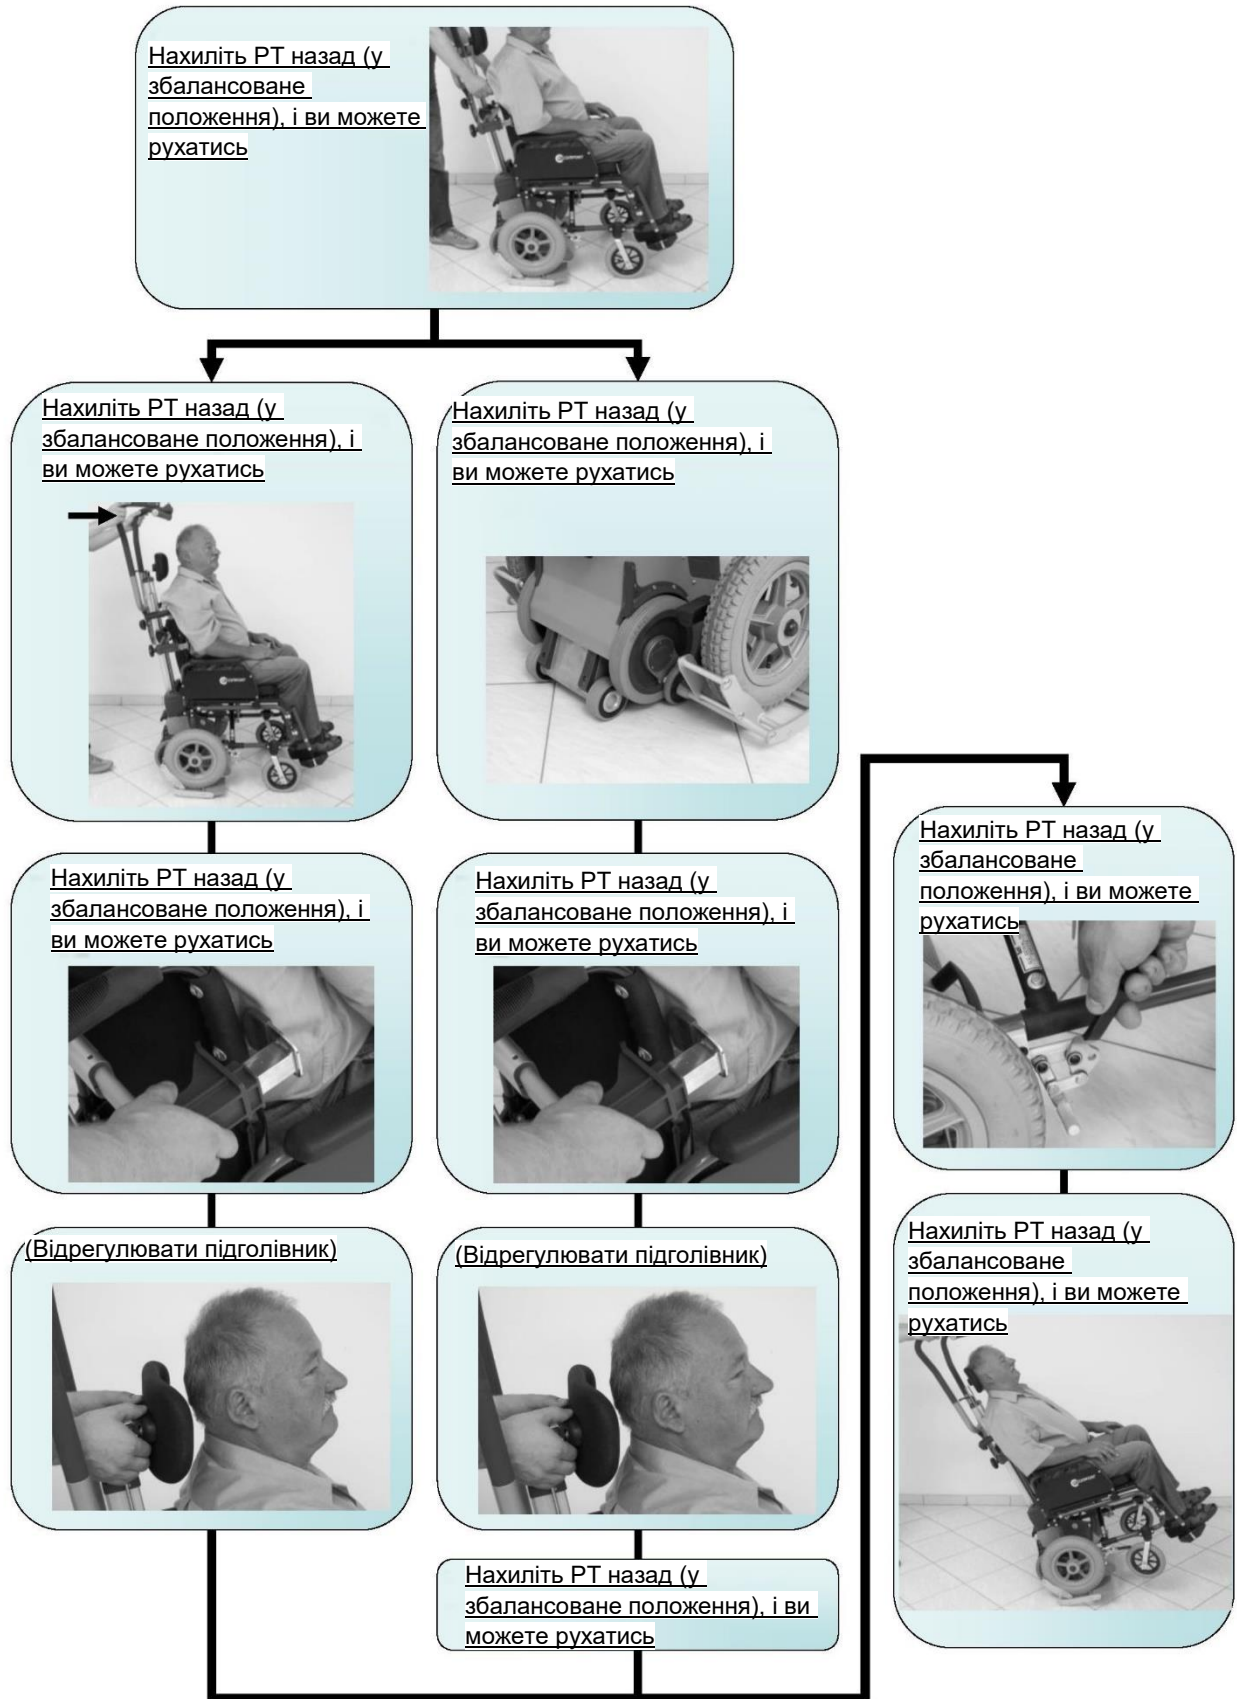 Нахиліть РТ назад (у
збалансоване
положення), і ви можете
рухатись
Нахиліть РТ назад (у
збалансоване положення), і
ви можете рухатись
Нахиліть РТ назад (у
збалансоване положення), і
ви можете рухатись
Нахиліть РТ назад (у
збалансоване положення), і
ви можете рухатись
Нахиліть РТ назад (у
збалансоване положення), і
ви можете рухатись
(Відрегулювати підголівник)
(Відрегулювати підголівник)
Нахиліть РТ назад (у
збалансоване положення), і ви
можете рухатись
Нахиліть РТ назад (у
збалансоване
положення), і ви можете
рухатись
Нахиліть РТ назад (у
збалансоване
положення), і ви можете
рухатись